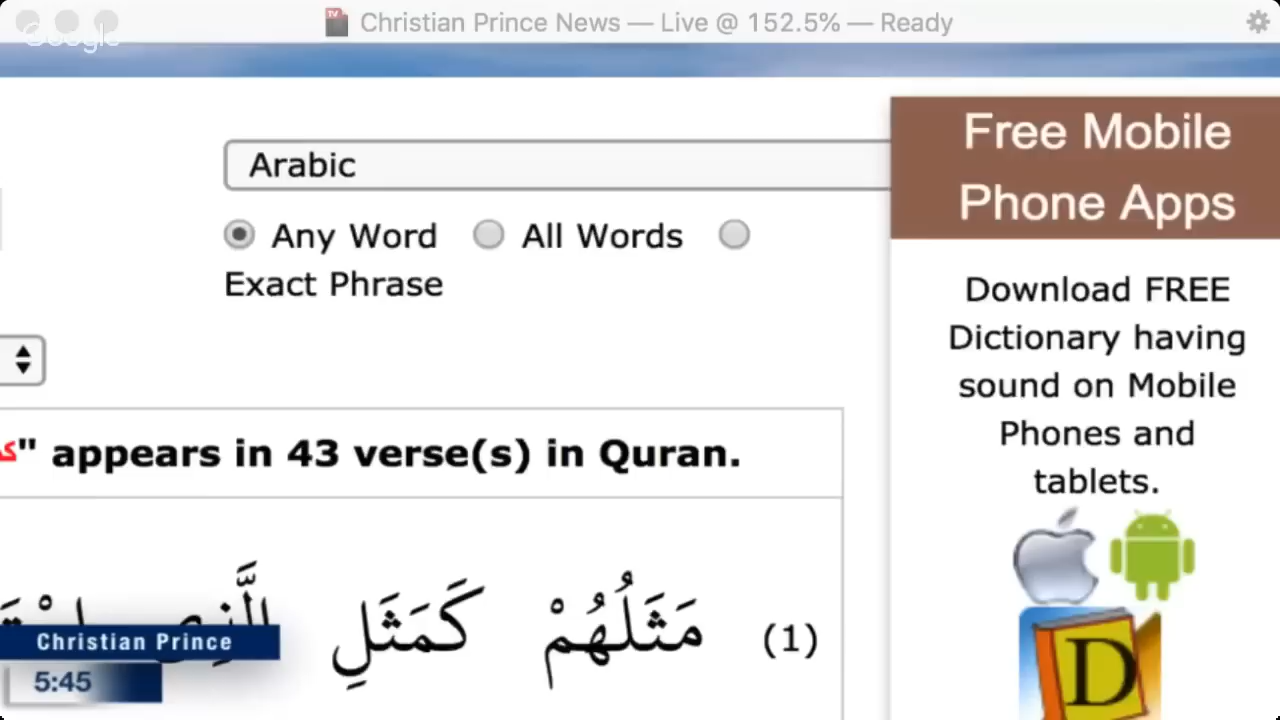 Christian Prince News — Live @ 152.5% — Ready
Google
Arabic
Any Word All Words
Exact Phrase
" appears in 43 verse(s) in Quran.
(1) مَثَلُهُمْ كَمَثَلِ
Free Mobile
Phone Apps
Download FREE
Dictionary having
sound on Mobile
Phones and
tablets.
D
Christian Prince
5:45